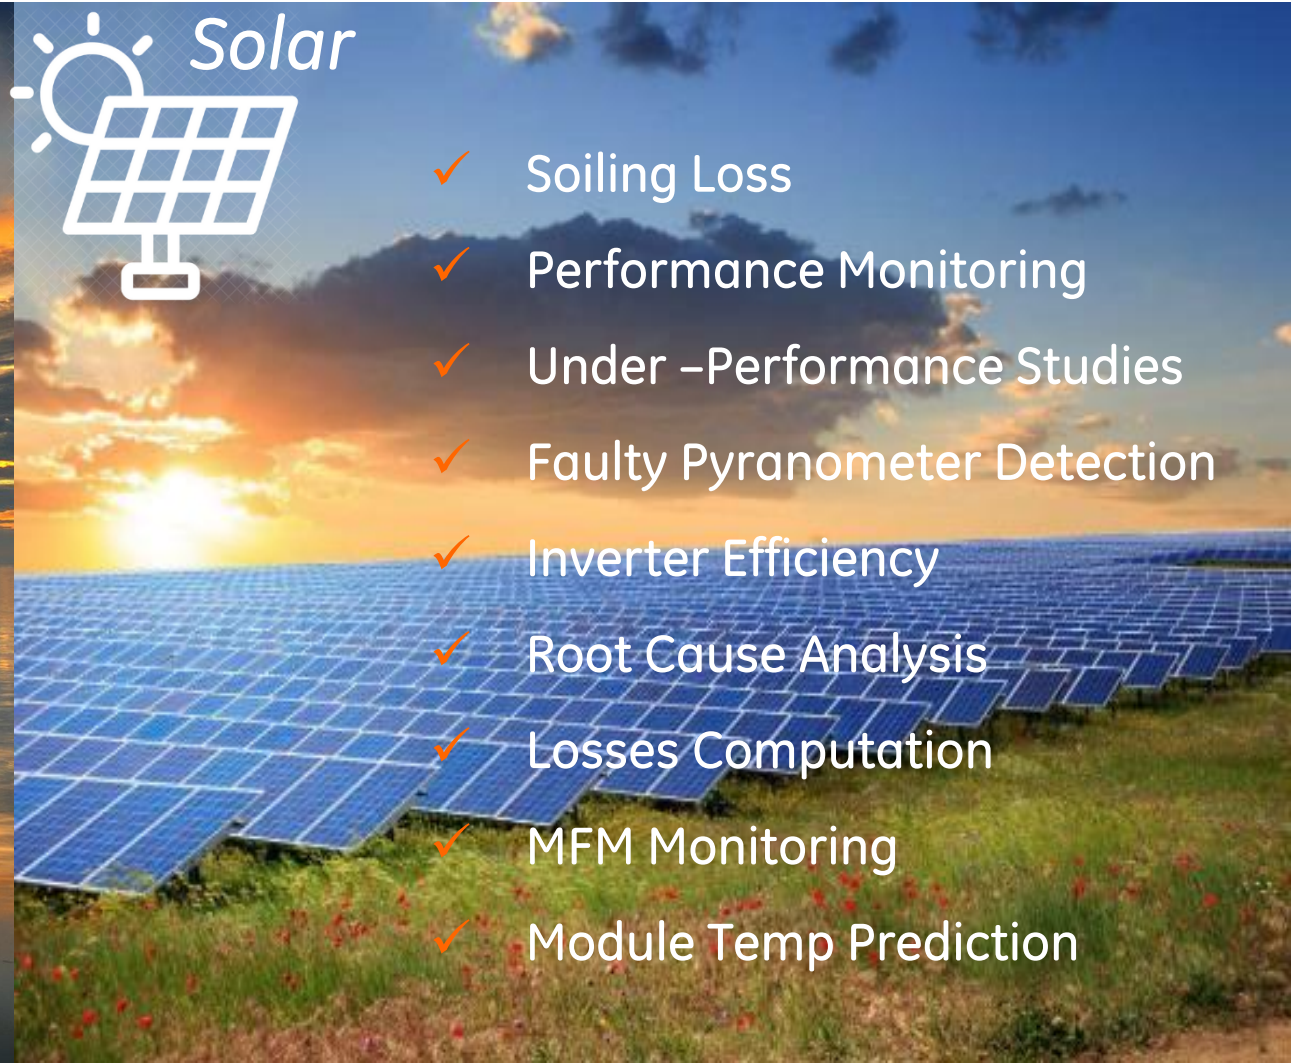 Solar
✓ Soiling Loss
✓ Performance Monitoring
✓ Under –Performance Studies
✓ Faulty Pyranometer Detection
✓ Inverter Efficiency
✓ Root Cause Analysis
✓ Losses Computation
✓ MFM Monitoring
✓ Module Temp Prediction